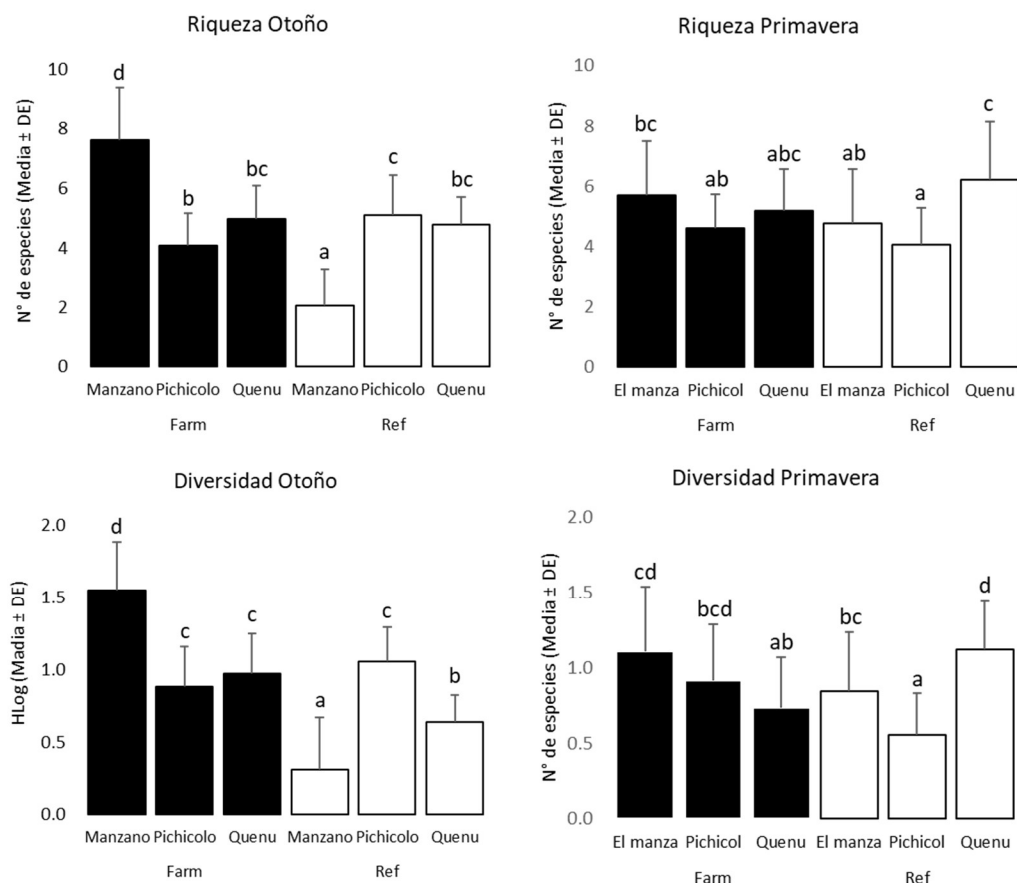 Riqueza Otoño
N° de especies (Media ± DE)
10
8
6
4
2
0
d
b
bc
a
c
bc
Manzano Pichicolo Quenu Manzano Pichicolo Quenu
Farm Ref
Riqueza Primavera
N° de especies (Media ± DE)
10
8
6
4
2
0
bc
ab
abc
ab
a
c
El manza Pichicol Quenu El manza Pichicol Quenu
Farm Ref
Diversidad Otoño
HLog (Madia ± DE)
2.0
1.5
1.0
0.5
0.0
d
c
c
a
c
b
Manzano Pichicolo Quenu Manzano Pichicolo Quenu
Farm Ref
Diversidad Primavera
N° de especies (Media ± DE)
2.0
1.5
1.0
0.5
0.0
cd
bcd
ab
bc
a
d
El manza Pichicol Quenu El manza Pichicol Quenu
Farm Ref